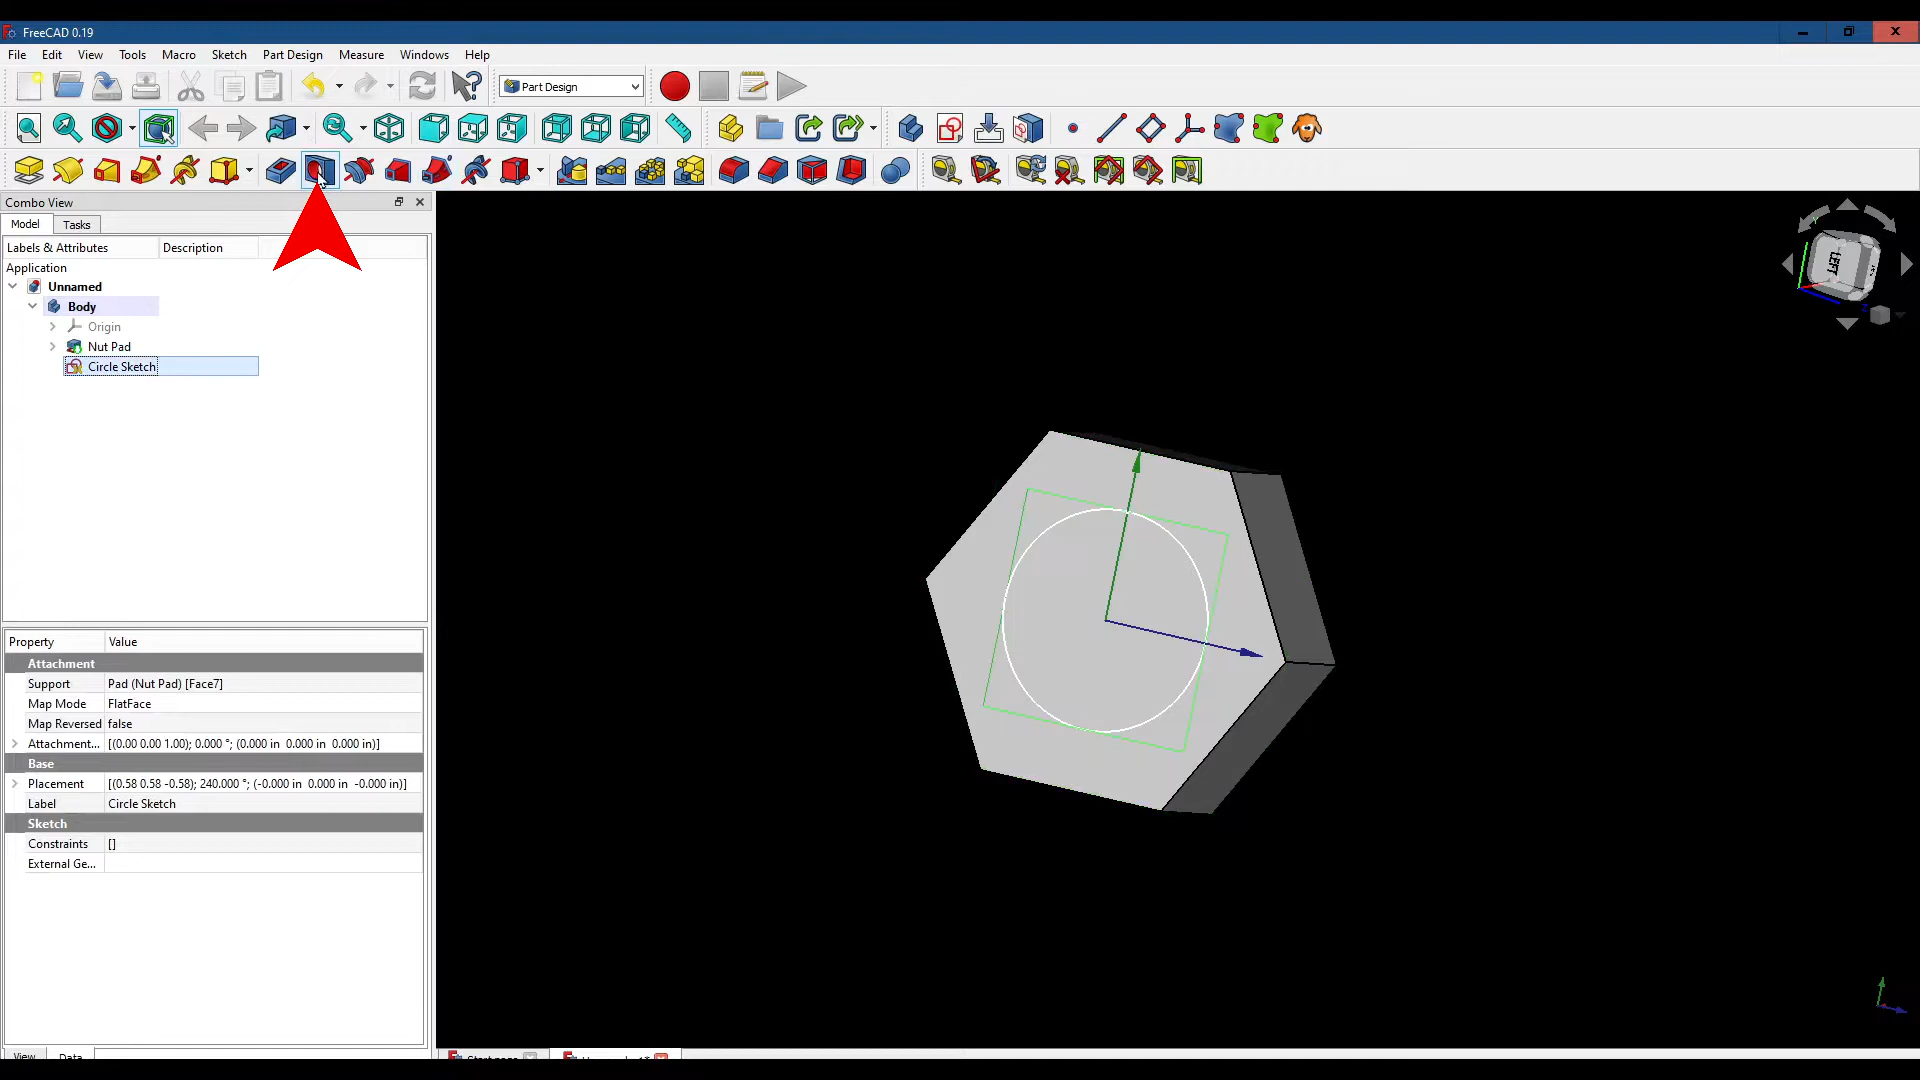 FreeCAD 0.19
File Edit View Tools Macro Sketch Part Design Measure Windows Help
Part Design
Combo View
Model Tasks
Labels & Attributes Description
Application
Unnamed
Body
Origin
Nut Pad
Circle Sketch
Property Value
Attachment
Support Pad (Nut Pad) [Face7]
Map Mode FlatFace
Map Reversed false
Attachment... [(0.00 0.00 1.00); 0.000 °; (0.000 in 0.000 in 0.000 in)]
Base
Placement [(0.58 0.58 -0.58); 240.000 °; (-0.000 in 0.000 in -0.000 in)]
Label Circle Sketch
Sketch
Constraints []
External Ge...
View Data
LEFT
Y
Z